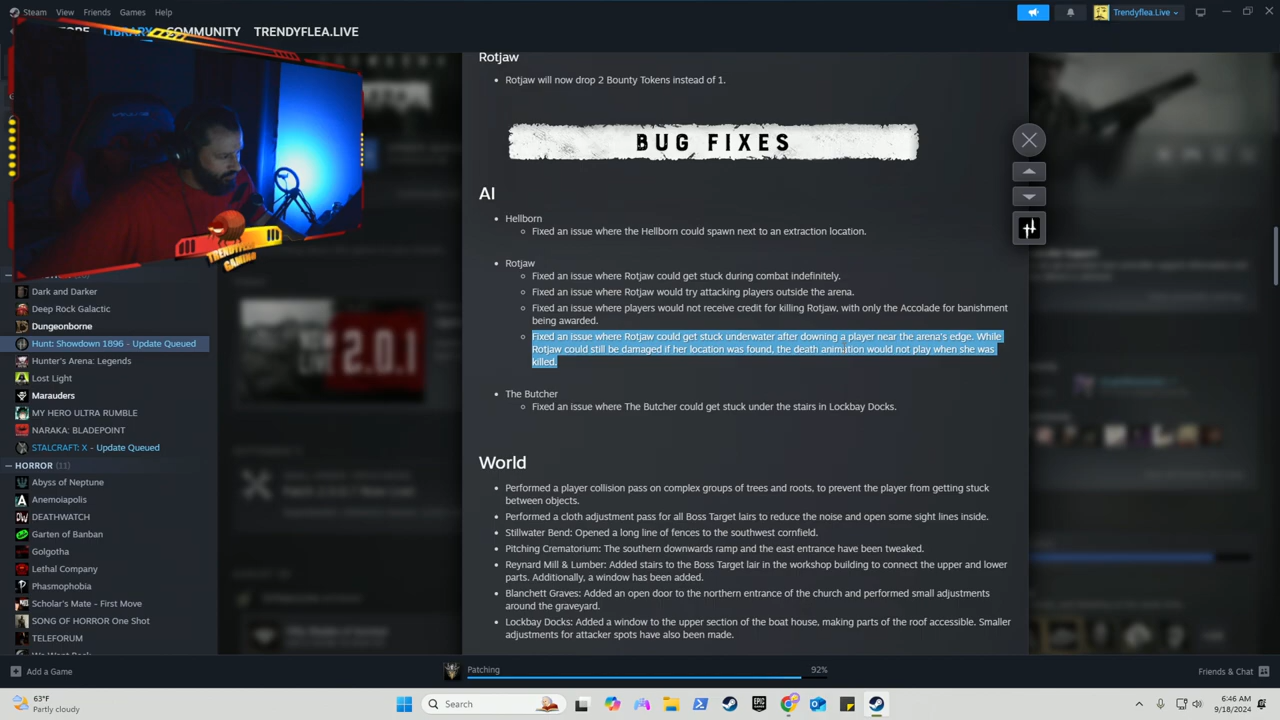 Steam View Friends Games Help
Trendyflea.Live
LIBRARY COMMUNITY TRENDYFLEA.LIVE
TRENDYFLEA
GAMING
Dark and Darker
Deep Rock Galactic
Dungeonborne
Hunt: Showdown 1896 - Update Queued
Hunter's Arena: Legends
Lost Light
Marauders
MY HERO ULTRA RUMBLE
NARAKA: BLADEPOINT
STALCRAFT: X - Update Queued
HORROR (11)
Abyss of Neptune
Anemoiapolis
DEATHWATCH
Garten of Banban
Golgotha
Lethal Company
Phasmophobia
Scholar's Mate - First Move
SONG OF HORROR One Shot
TELEFORUM
Rotjaw
Rotjaw will now drop 2 Bounty Tokens instead of 1.
BUG FIXES
AI
Hellborn
Fixed an issue where the Hellborn could spawn next to an extraction location.
Rotjaw
Fixed an issue where Rotjaw could get stuck during combat indefinitely.
Fixed an issue where Rotjaw would try attacking players outside the arena.
Fixed an issue where players would not receive credit for killing Rotjaw, with only the Accolade for banishment
being awarded.
Fixed an issue where Rotjaw could get stuck underwater after downing a player near the arena's edge. While
Rotjaw could still be damaged if her location was found, the death animation would not play when she was
killed.
The Butcher
Fixed an issue where The Butcher could get stuck under the stairs in Lockbay Docks.
World
Performed a player collision pass on complex groups of trees and roots, to prevent the player from getting stuck
between objects.
Performed a cloth adjustment pass for all Boss Target lairs to reduce the noise and open some sight lines inside.
Stillwater Bend: Opened a long line of fences to the southwest cornfield.
Pitching Crematorium: The southern downwards ramp and the east entrance have been tweaked.
Reynard Mill & Lumber: Added stairs to the Boss Target lair in the workshop building to connect the upper and lower
parts. Additionally, a window has been added.
Blanchett Graves: Added an open door to the northern entrance of the church and performed small adjustments
around the graveyard.
Lockbay Docks: Added a window to the upper section of the boat house, making parts of the roof accessible. Smaller
adjustments for attacker spots have also been made.
Add a Game
Patching 92%
Friends & Chat
63°F
Partly cloudy
Search
6:46 AM
9/18/2024